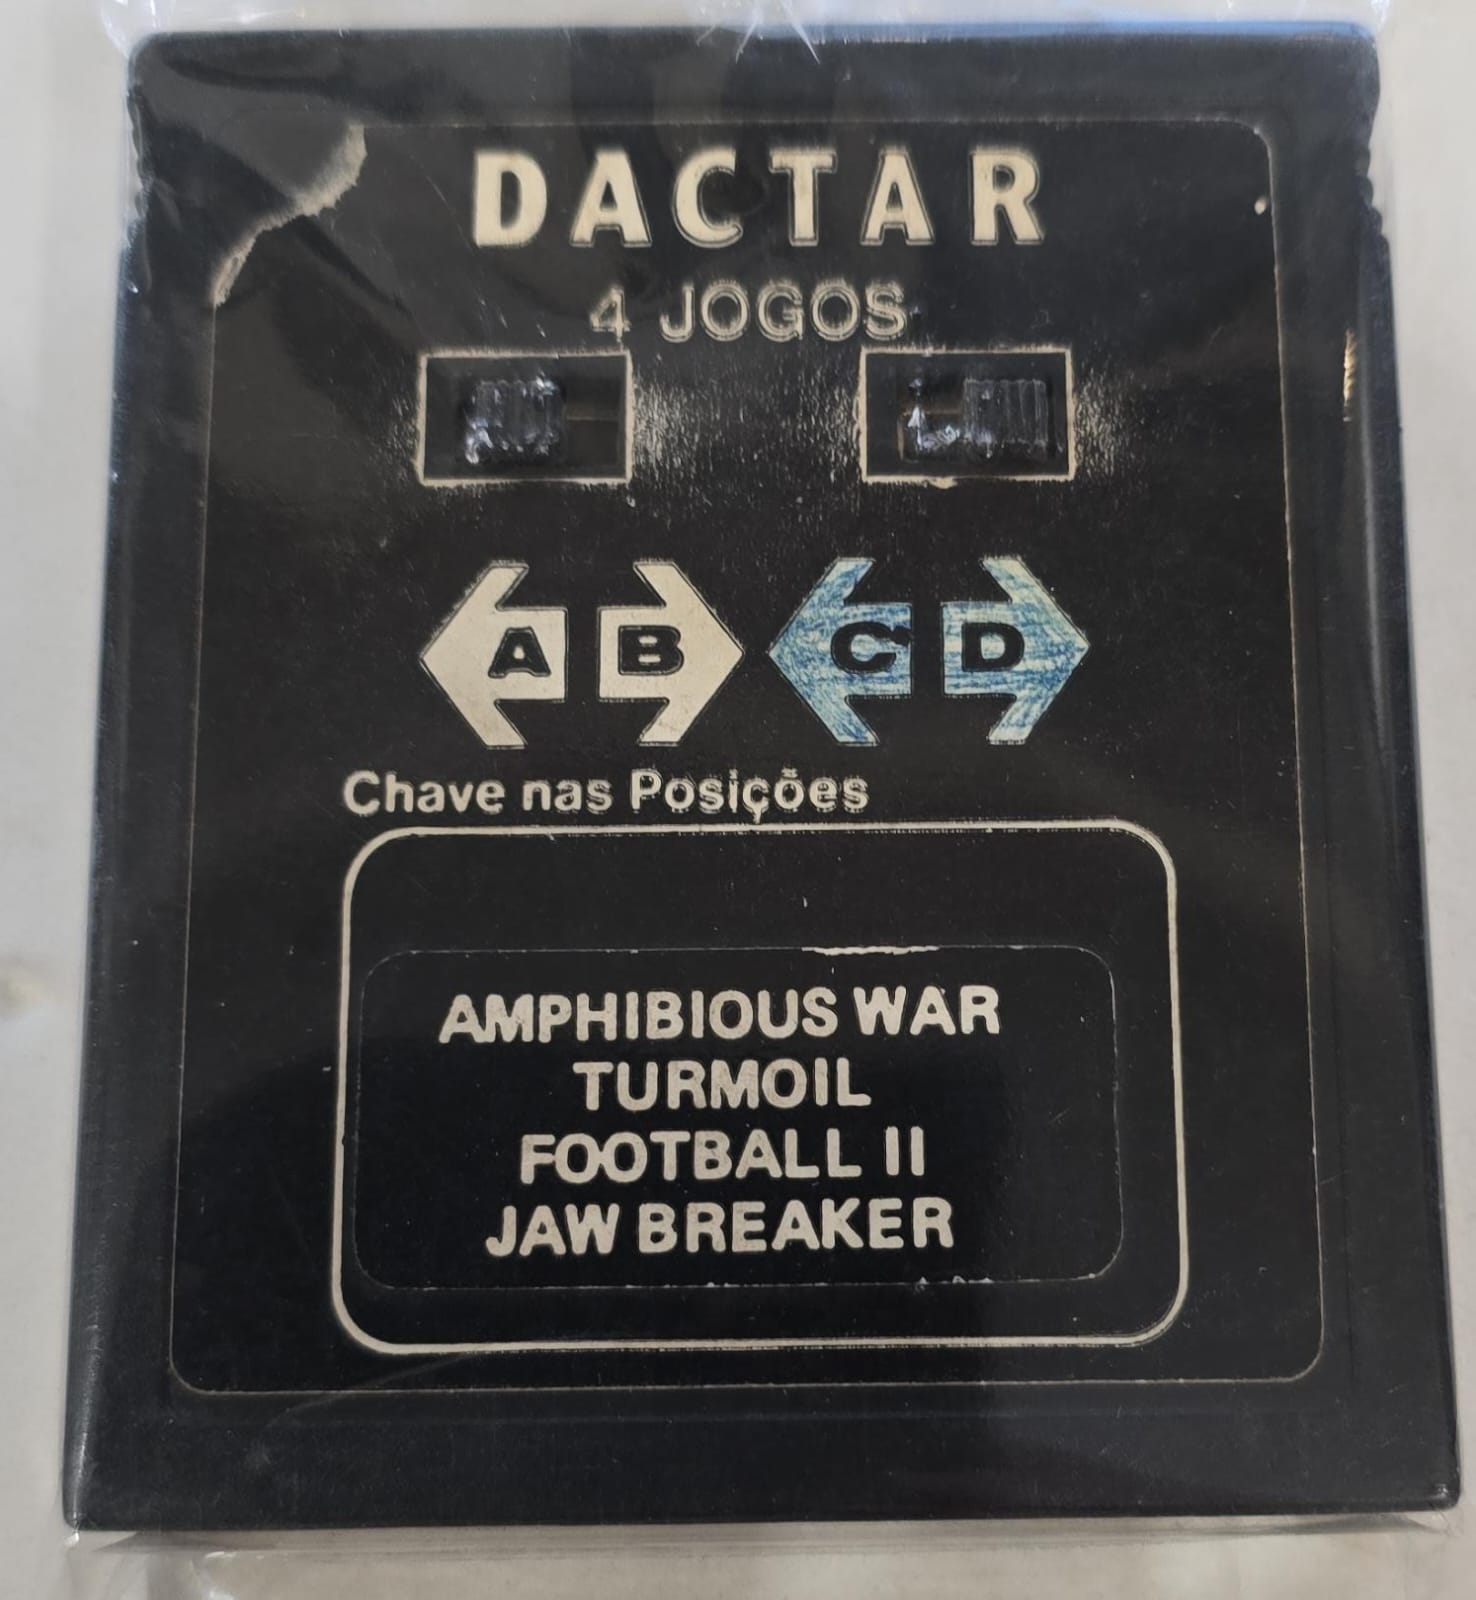 DACTAR
4 JOGOS
A B C D
Chave nas Posições
AMPHIBIOUS WAR
TURMOIL
FOOTBALL II
JAW BREAKER